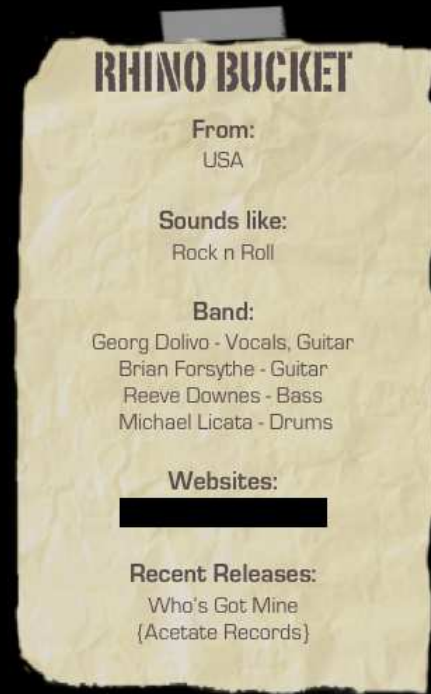 RHINO BUCKET
From:
USA
Sounds like:
Rock n Roll
Band:
Georg Dolivo - Vocals, Guitar
Brian Forsythe - Guitar
Reeve Downes - Bass
Michael Licata - Drums
Websites:
Recent Releases:
Who's Got Mine
{Acetate Records}